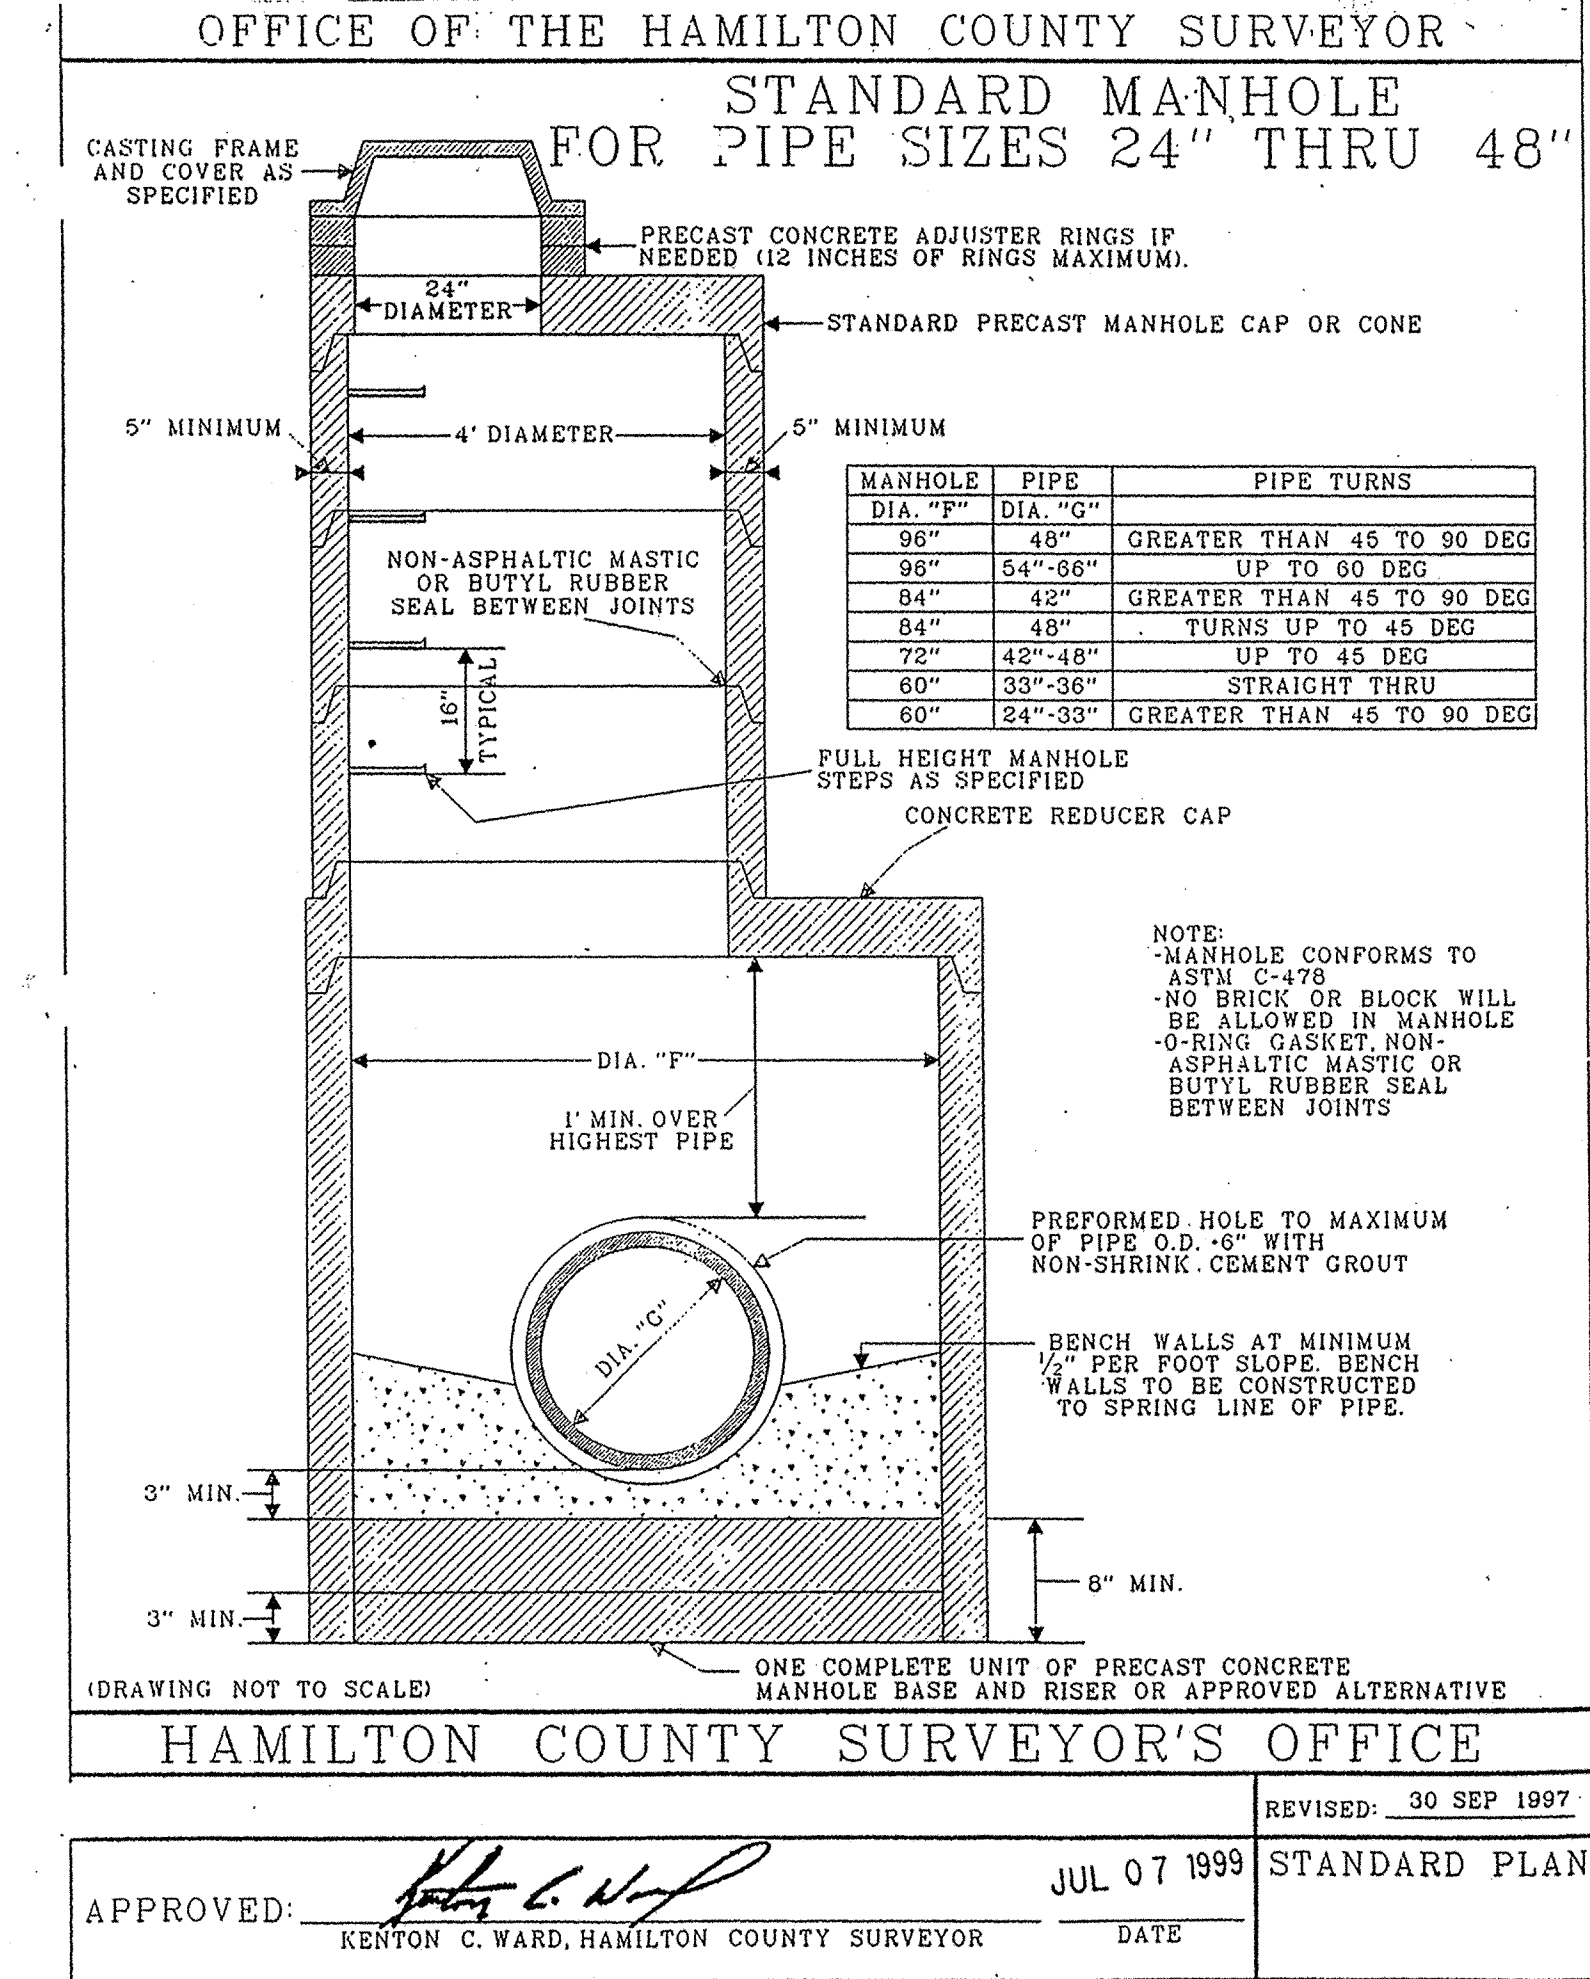 OFFICE OF THE HAMILTON COUNTY SURVEYOR
STANDARD MANHOLE
FOR PIPE SIZES 24" THRU 48"
CASTING FRAME
AND COVER AS
SPECIFIED
PRECAST CONCRETE ADJUSTER RINGS IF
NEEDED (12 INCHES OF RINGS MAXIMUM).
24"
DIAMETER
STANDARD PRECAST MANHOLE CAP OR CONE
5" MINIMUM
4' DIAMETER
5" MINIMUM
MANHOLE PIPE PIPE TURNS
DIA. "F" DIA. "G"
96" 48" GREATER THAN 45 TO 90 DEG
96" 54"-66" UP TO 60 DEG
84" 42" GREATER THAN 45 TO 90 DEG
84" 48" TURNS UP TO 45 DEG
72" 42"-48" UP TO 45 DEG
60" 33"-36" STRAIGHT THRU
60" 24"-33" GREATER THAN 45 TO 90 DEG
NON-ASPHALTIC MASTIC
OR BUTYL RUBBER
SEAL BETWEEN JOINTS
16"
TYPICAL
FULL HEIGHT MANHOLE
STEPS AS SPECIFIED
CONCRETE REDUCER CAP
NOTE:
-MANHOLE CONFORMS TO
ASTM C-478
-NO BRICK OR BLOCK WILL
BE ALLOWED IN MANHOLE
-O-RING GASKET, NON-
ASPHALTIC MASTIC OR
BUTYL RUBBER SEAL
BETWEEN JOINTS
DIA. "F"
1' MIN. OVER
HIGHEST PIPE
PREFORMED HOLE TO MAXIMUM
OF PIPE O.D. +6" WITH
NON-SHRINK CEMENT GROUT
DIA. "G"
BENCH WALLS AT MINIMUM
1/2" PER FOOT SLOPE. BENCH
WALLS TO BE CONSTRUCTED
TO SPRING LINE OF PIPE.
3" MIN.
8" MIN.
3" MIN.
ONE COMPLETE UNIT OF PRECAST CONCRETE
MANHOLE BASE AND RISER OR APPROVED ALTERNATIVE
(DRAWING NOT TO SCALE)
HAMILTON COUNTY SURVEYOR'S OFFICE
REVISED: 30 SEP 1997
APPROVED: Kenton C. Ward
JUL 07 1999
STANDARD PLAN
KENTON C. WARD, HAMILTON COUNTY SURVEYOR
DATE